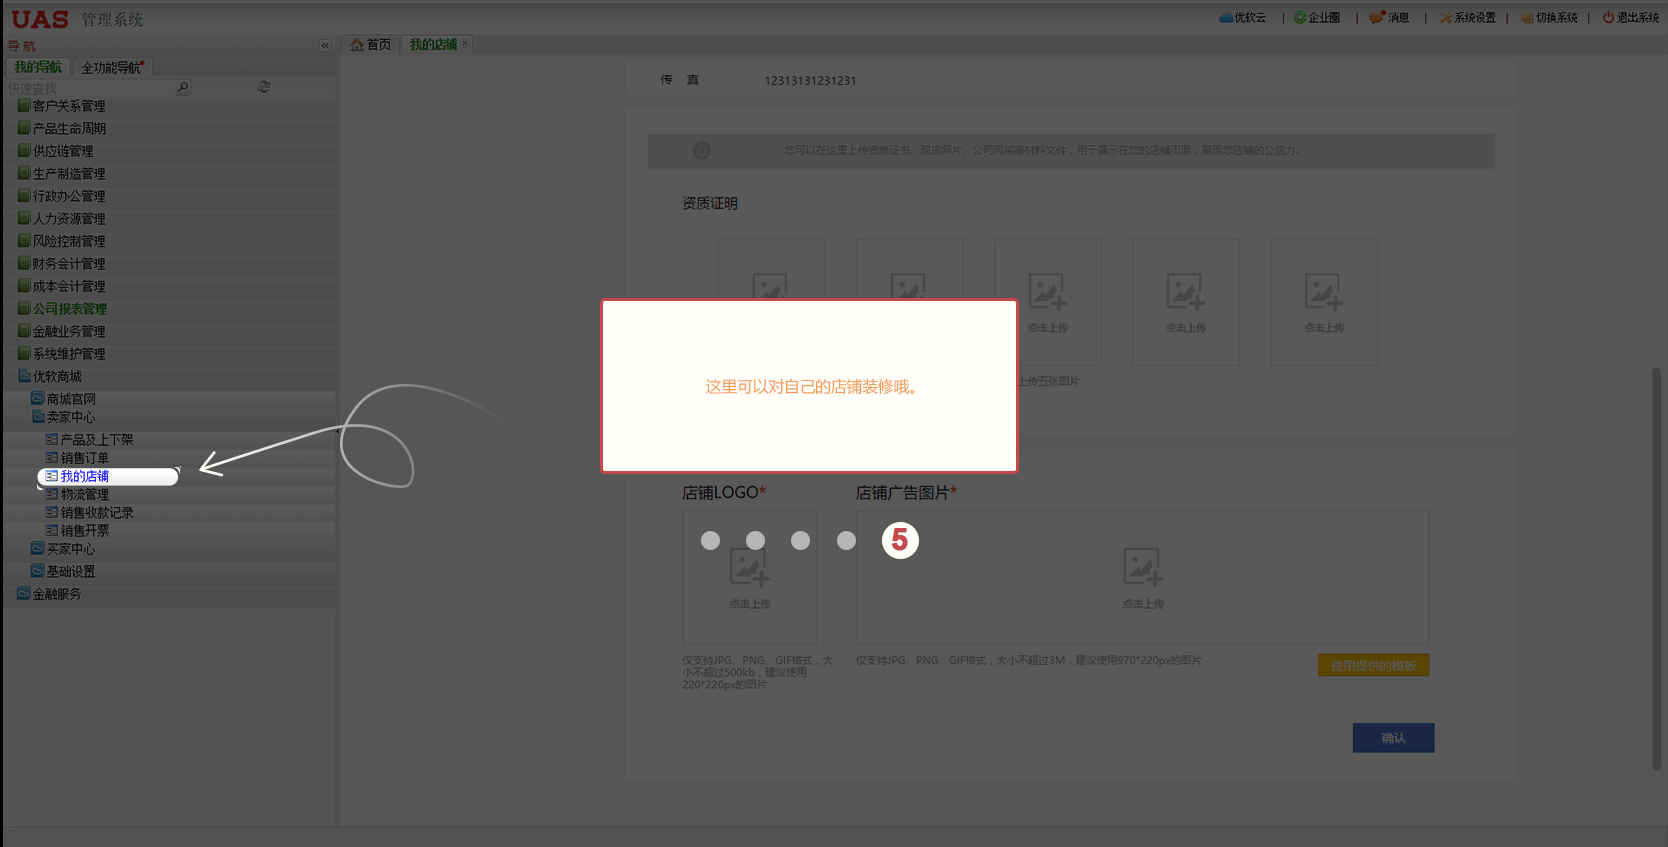 UAS 管理系统
优软云 | 企业圈 | 消息 | 系统设置 | 切换系统 | 退出系统
导航
«
首页
我的店铺
我的导航
全功能导航
快速查找
客户关系管理
产品生命周期
供应链管理
生产制造管理
行政办公管理
人力资源管理
风险控制管理
财务会计管理
成本会计管理
公司报表管理
金融业务管理
系统维护管理
优软商城
商城官网
卖家中心
产品及上下架
销售订单
我的店铺
物流管理
销售收款记录
销售开票
买家中心
基础设置
金融服务
传 真 12313131231231
您可以在这里上传资质证书、现货照片、公司风采等材料文件，用于展示在您的店铺页面，展现您店铺的公信力。
资质证明
点击上传
点击上传
点击上传
上传五张图片
这里可以对自己的店铺装修哦。
店铺LOGO*
店铺广告图片*
5
点击上传
点击上传
仅支持JPG、PNG、GIF格式，大
小不超过500kb，建议使用
220*220px的图片
仅支持JPG、PNG、GIF格式，大小不超过3M，建议使用970*220px的图片
使用提供的模板
确认